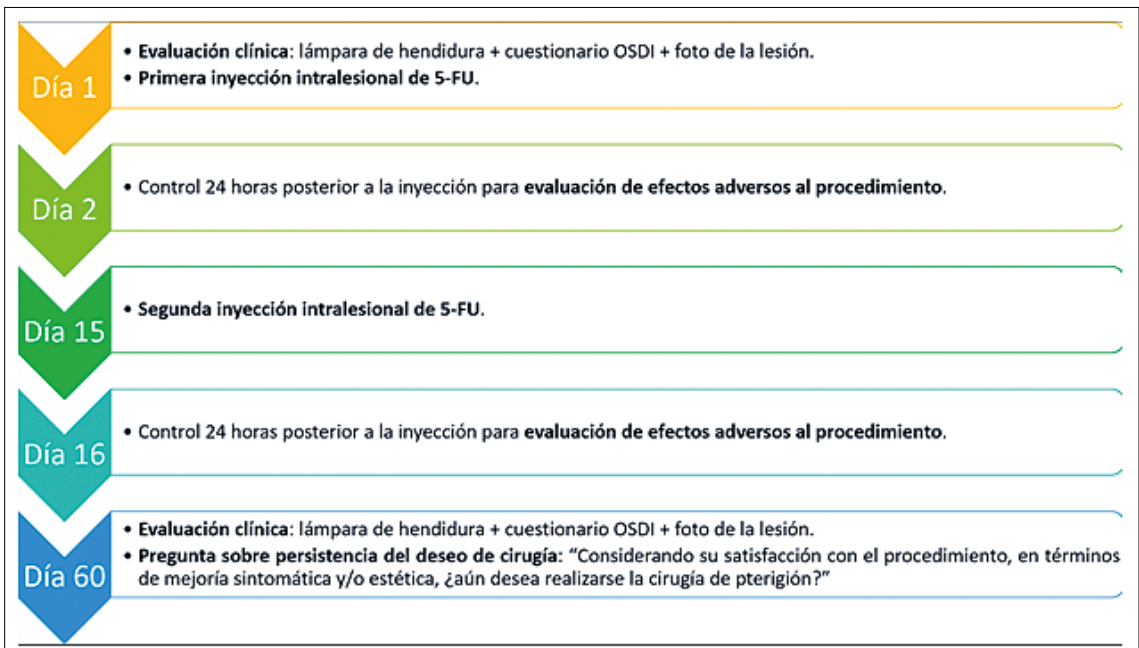 Día 1
• Evaluación clínica: lámpara de hendidura + cuestionario OSDI + foto de la lesión.
• Primera inyección intralesional de 5-FU.
Día 2
• Control 24 horas posterior a la inyección para evaluación de efectos adversos al procedimiento.
Día 15
• Segunda inyección intralesional de 5-FU.
Día 16
• Control 24 horas posterior a la inyección para evaluación de efectos adversos al procedimiento.
Día 60
• Evaluación clínica: lámpara de hendidura + cuestionario OSDI + foto de la lesión.
• Pregunta sobre persistencia del deseo de cirugía: “Considerando su satisfacción con el procedimiento, en términos
de mejoría sintomática y/o estética, ¿aún desea realizarse la cirugía de pterigión?”